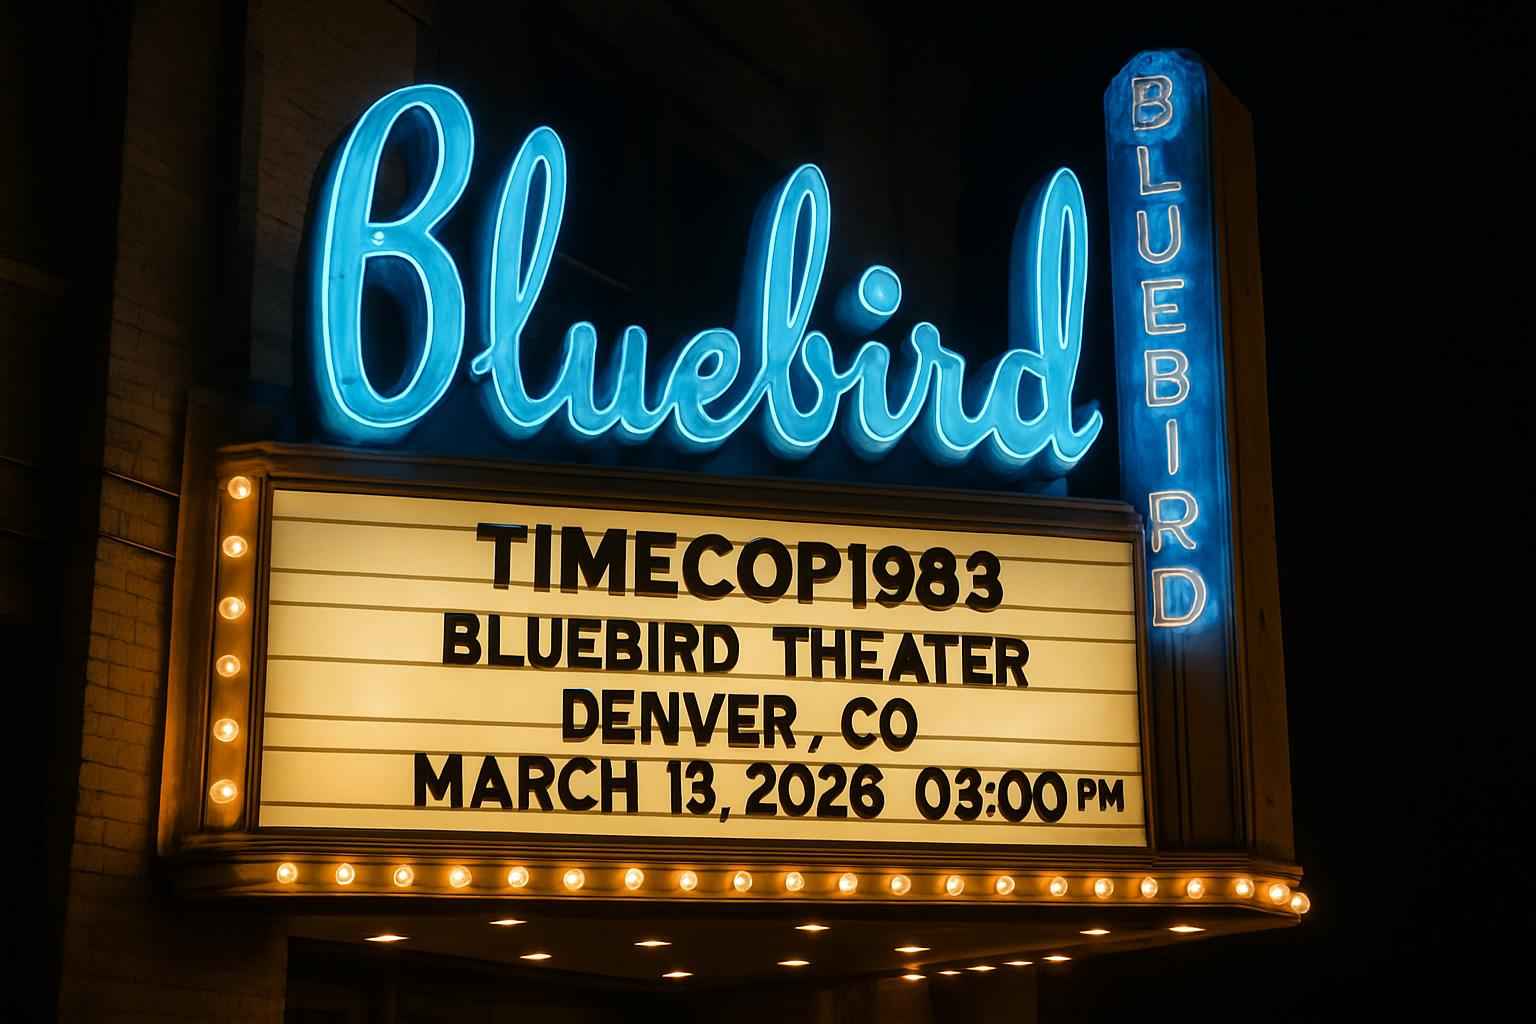 Bluebird
BLUEBIRD
TIMECOP1983
BLUEBIRD THEATER
DENVER, CO
MARCH 13, 2026 03:00 PM